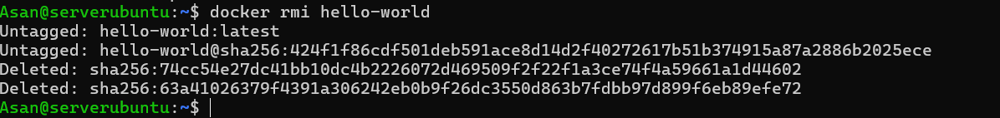 Asan@serverubuntu:~$ docker rmi hello-world
Untagged: hello-world:latest
Untagged: hello-world@sha256:424f1f86cdf501deb591ace8d14d2f40272617b51b374915a87a2886b2025ece
Deleted: sha256:74cc54e27dc41bb10dc4b2226072d469509f2f22f1a3ce74f4a59661a1d44602
Deleted: sha256:63a41026379f4391a306242eb0b9f26dc3550d863b7fdbb97d899f6eb89efe72
Asan@serverubuntu:~$